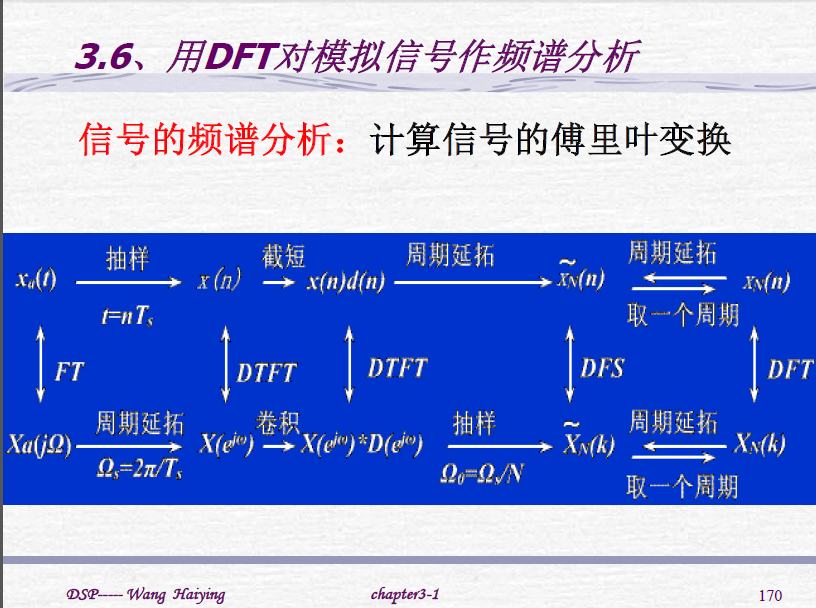 3.6、用DFT对模拟信号作频谱分析
信号的频谱分析：计算信号的傅里叶变换
抽样 截短 周期延拓 周期延拓
xa(t) x(n) x(n)d(n) x̃N(n) xN(n)
t=nTs 取一个周期
FT DTFT DTFT DFS DFT
周期延拓 卷积 抽样 周期延拓
Xa(jΩ) X(e^jω) X(e^jω)*D(e^jω) X̃N(k) XN(k)
Ωs=2π/Ts Ω0=Ωs/N 取一个周期
DSP----- Wang Haiying chapter3-1 170